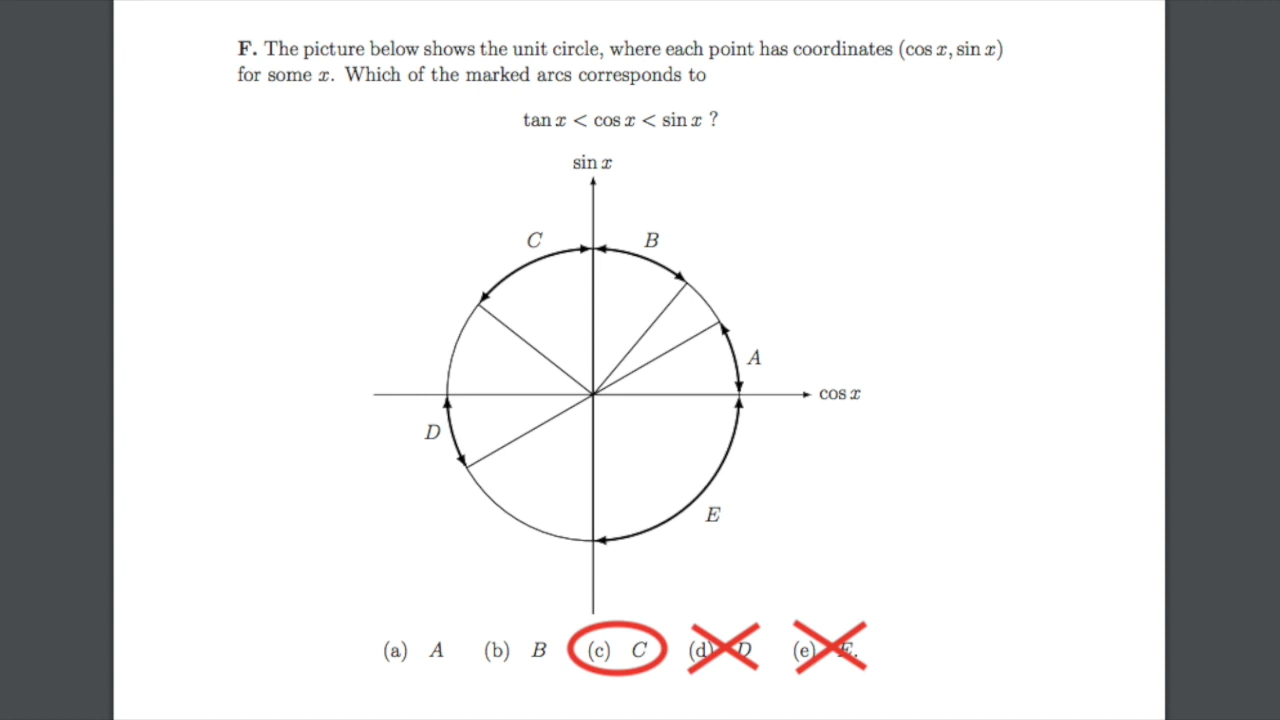 F. The picture below shows the unit circle, where each point has coordinates (cos x, sin x)
for some x. Which of the marked arcs corresponds to
tan x < cos x < sin x ?
sin x
C
B
A
cos x
D
E
(a) A (b) B (c) C (d) D (e) E.